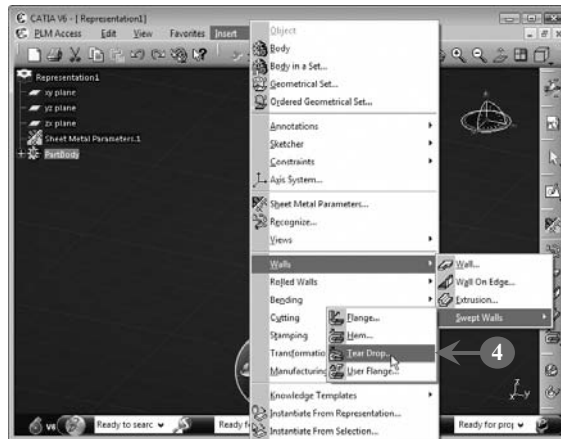 CATIA V6 - [ Representation1]
PLM Access Edit View Favorites Insert
Object
Body
Body in a Set...
Geometrical Set...
Ordered Geometrical Set...
Annotations
Sketcher
Constraints
Axis System...
Sheet Metal Parameters...
Recognize...
Views
Walls
Rolled Walls
Bending
Cutting
Stamping
Transformatio
Manufacturing
Knowledge Templates
Instantiate From Representation...
Instantiate From Selection...
Representation1
xy plane
yz plane
zx plane
Sheet Metal Parameters.1
PartBody
Wall...
Wall On Edge...
Extrusion...
Swept Walls
Flange...
Hem...
Tear Drop...
User Flange...
4
z
x y
V6 Ready to searc Ready f Ready for prop